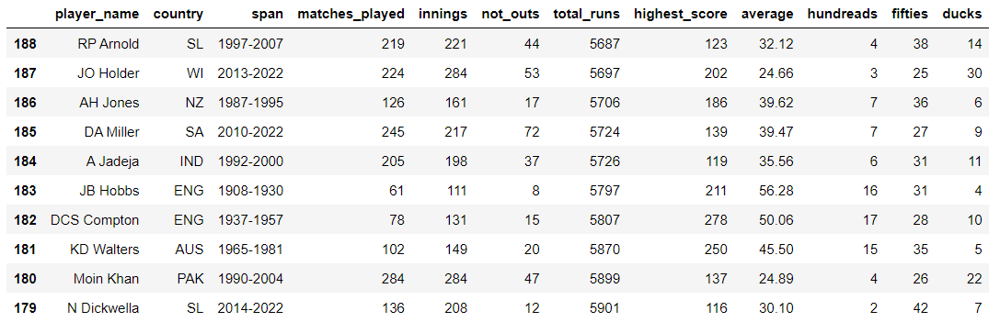 player_name country span matches_played innings not_outs total_runs highest_score average hundreads fifties ducks
188 RP Arnold SL 1997-2007 219 221 44 5687 123 32.12 4 38 14
187 JO Holder WI 2013-2022 224 284 53 5697 202 24.66 3 25 30
186 AH Jones NZ 1987-1995 126 161 17 5706 186 39.62 7 36 6
185 DA Miller SA 2010-2022 245 217 72 5724 139 39.47 7 27 9
184 A Jadeja IND 1992-2000 205 198 37 5726 119 35.56 6 31 11
183 JB Hobbs ENG 1908-1930 61 111 8 5797 211 56.28 16 31 4
182 DCS Compton ENG 1937-1957 78 131 15 5807 278 50.06 17 28 10
181 KD Walters AUS 1965-1981 102 149 20 5870 250 45.50 15 35 5
180 Moin Khan PAK 1990-2004 284 284 47 5899 137 24.89 4 26 22
179 N Dickwella SL 2014-2022 136 208 12 5901 116 30.10 2 42 7